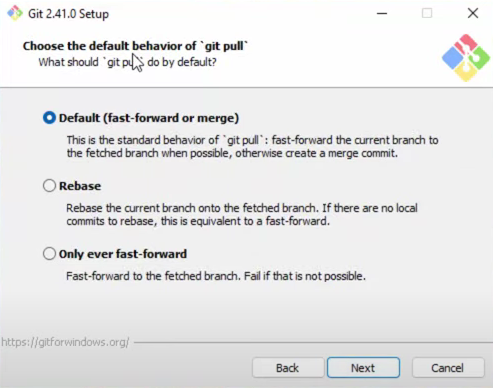 Git 2.41.0 Setup
Choose the default behavior of `git pull`
What should `git pull` do by default?
Default (fast-forward or merge)
This is the standard behavior of `git pull`: fast-forward the current branch to
the fetched branch when possible, otherwise create a merge commit.
Rebase
Rebase the current branch onto the fetched branch. If there are no local
commits to rebase, this is equivalent to a fast-forward.
Only ever fast-forward
Fast-forward to the fetched branch. Fail if that is not possible.
https://gitforwindows.org/
Back
Next
Cancel